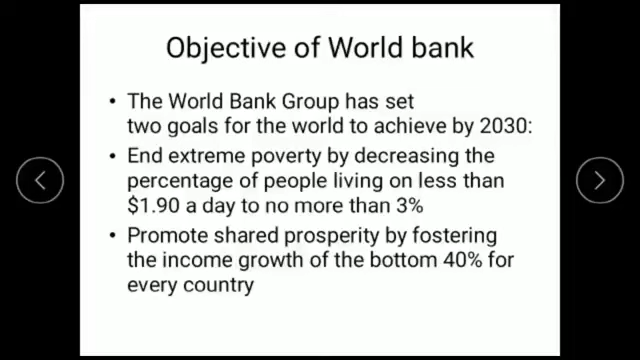 Objective of World bank
• The World Bank Group has set
two goals for the world to achieve by 2030:
• End extreme poverty by decreasing the
percentage of people living on less than
$1.90 a day to no more than 3%
• Promote shared prosperity by fostering
the income growth of the bottom 40% for
every country